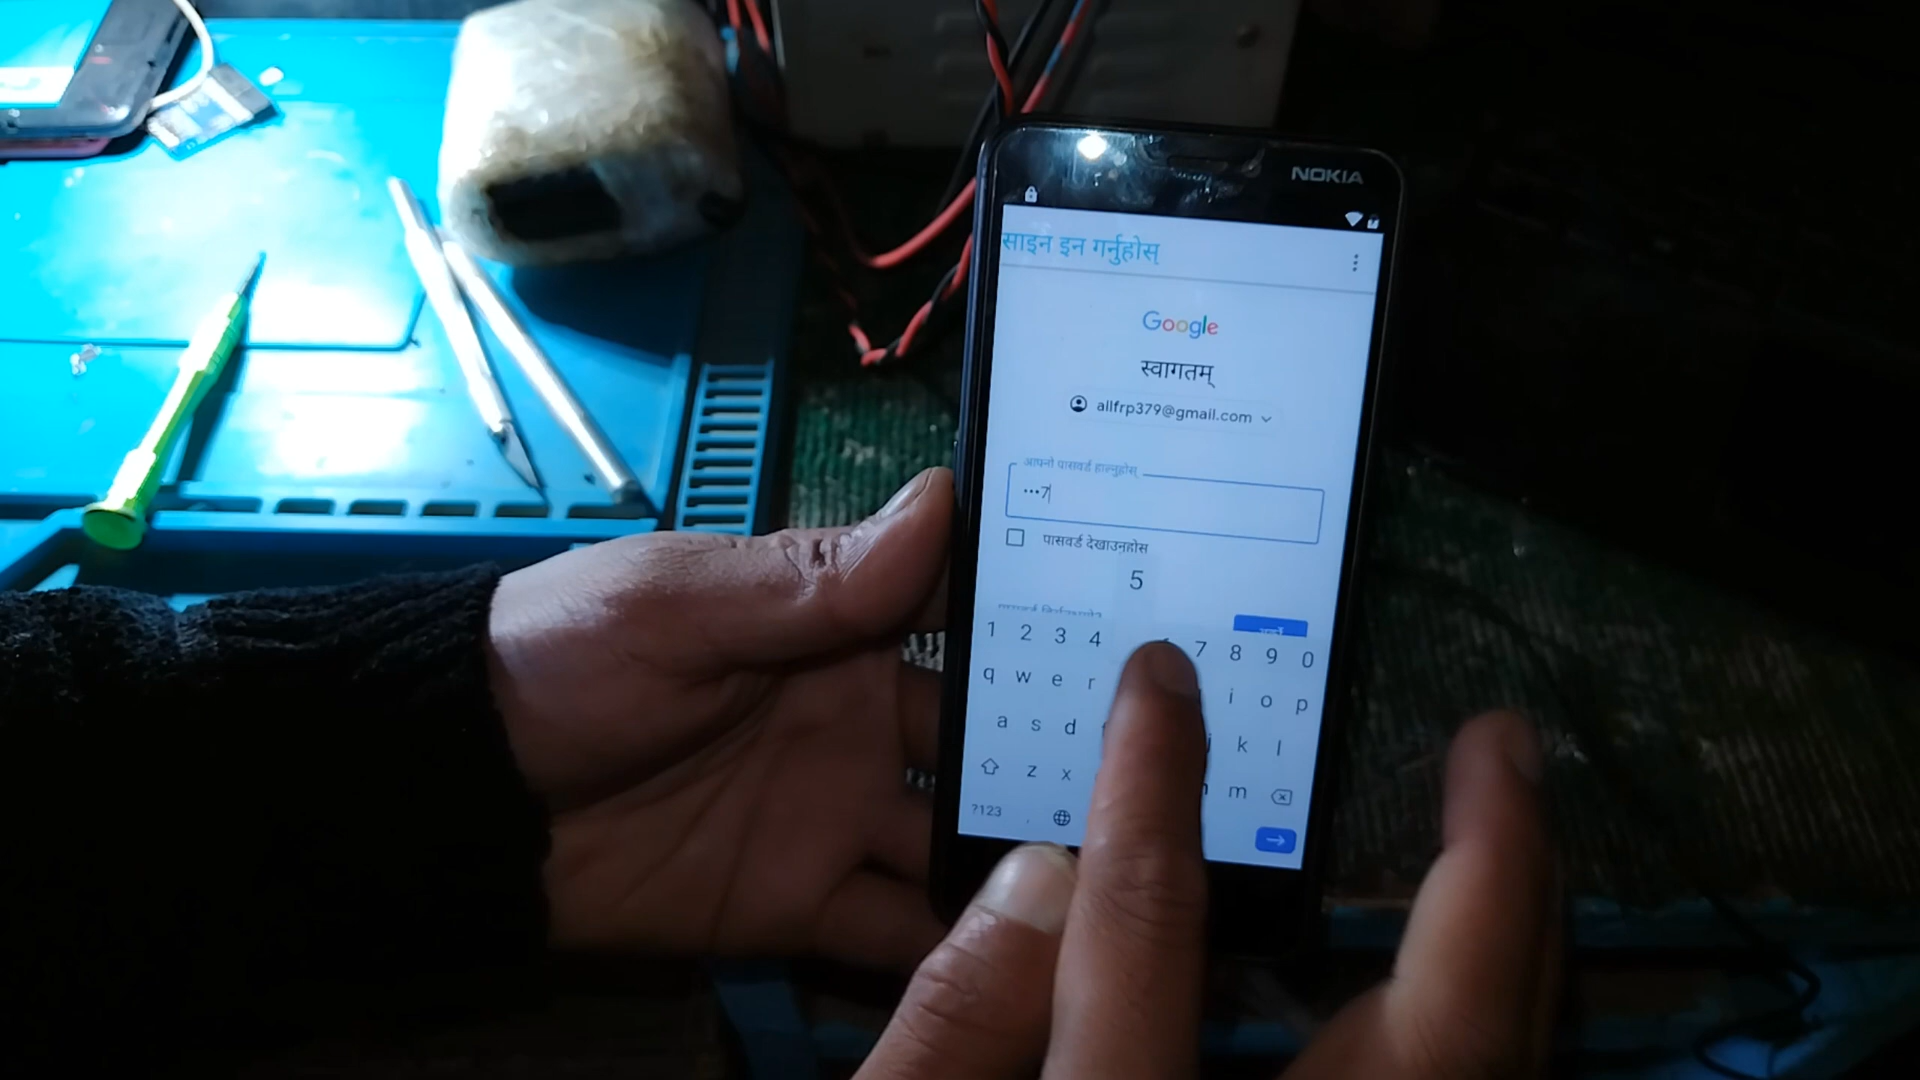 NOKIA
साइन इन गर्नुहोस्
Google
स्वागतम्
allfrp379@gmail.com
आफ्नो पासवर्ड हाल्नुहोस्
•••7
पासवर्ड देखाउनुहोस्
5
1 2 3 4 7 8 9 0
q w e r i o p
a s d k l
z x m
?123